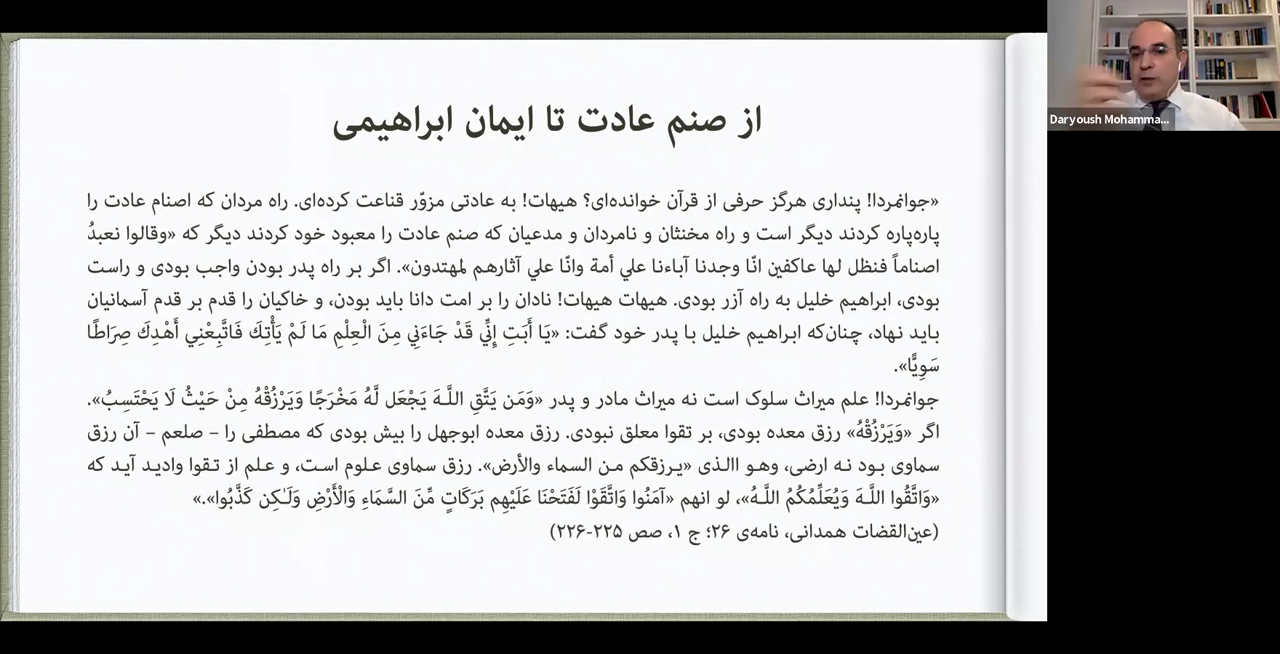 از صنم عادت تا ایمان ابراهیمی
«جوانمردا! پنداری هرگز حرفی از قرآن خوانده‌ای؟ هیهات! به عادتی مزوّر قناعت کرده‌ای. راه مردان که اصنام عادت را
پاره‌پاره کردند دیگر است و راه مخنثان و نامردان و مدعیان که صنم عادت را معبود خود کردند دیگر که «وقالوا نعبدُ
اصناماً فنظل لها عاکفین انّا وجدنا آباءنا علي أمة وانّا علي آثارهم لمهتدون». اگر بر راه پدر بودن واجب بودی و راست
بودی، ابراهیم خلیل به راه آزر بودی. هیهات هیهات! نادان را بر امت دانا باید بودن، و خاکیان را قدم بر قدم آسمانیان
باید نهاد، چنان‌که ابراهیم خلیل با پدر خود گفت: «يَا أَبَتِ إِنِّي قَدْ جَاءَنِي مِنَ الْعِلْمِ مَا لَمْ يَأْتِكَ فَاتَّبِعْنِي أَهْدِكَ صِرَاطًا
سَوِيًّا».
جوانمردا! علم میراث سلوک است نه میراث مادر و پدر «وَمَن يَتَّقِ اللَّـهَ يَجْعَل لَّهُ مَخْرَجًا وَيَرْزُقْهُ مِنْ حَيْثُ لَا يَحْتَسِبُ».
اگر «وَيَرْزُقْهُ» رزق معده بودی، بر تقوا معلق نبودی. رزق معده ابوجهل را بیش بودی که مصطفی را – صلعم – آن رزق
سماوی بود نه ارضی، وهو االذی «یرزقکم من السماء والأرض». رزق سماوی علوم است، و علم از تقوا وادید آید که
«وَاتَّقُوا اللَّـهَ وَيُعَلِّمُكُمُ اللَّـهُ»، لو انهم «آمَنُوا وَاتَّقَوْا لَفَتَحْنَا عَلَيْهِم بَرَكَاتٍ مِّنَ السَّمَاءِ وَالْأَرْضِ وَلَـٰكِن كَذَّبُوا».»
(عین‌القضات همدانی، نامه‌ی ۲۶؛ ج ۱، صص ۲۲۵-۲۲۶)
Daryoush Mohamma...